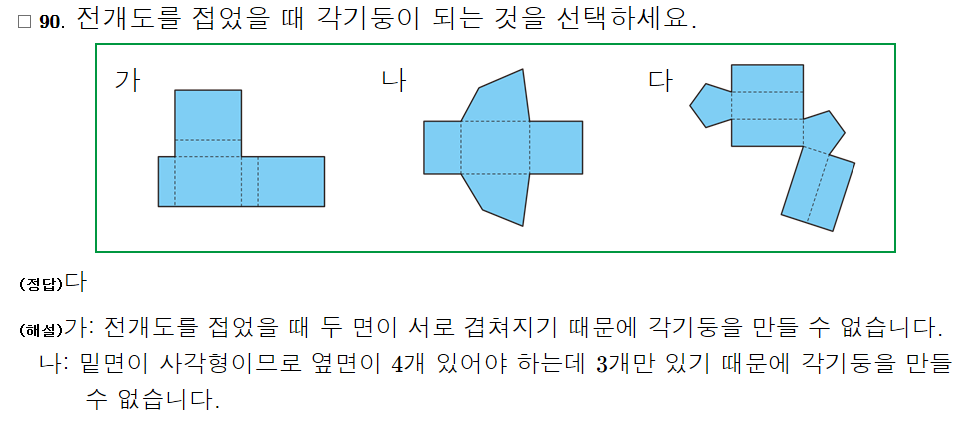 □ 90. 전개도를 접었을 때 각기둥이 되는 것을 선택하세요.
가 나 다
(정답)다
(해설)가: 전개도를 접었을 때 두 면이 서로 겹쳐지기 때문에 각기둥을 만들 수 없습니다.
나: 밑면이 사각형이므로 옆면이 4개 있어야 하는데 3개만 있기 때문에 각기둥을 만들
수 없습니다.